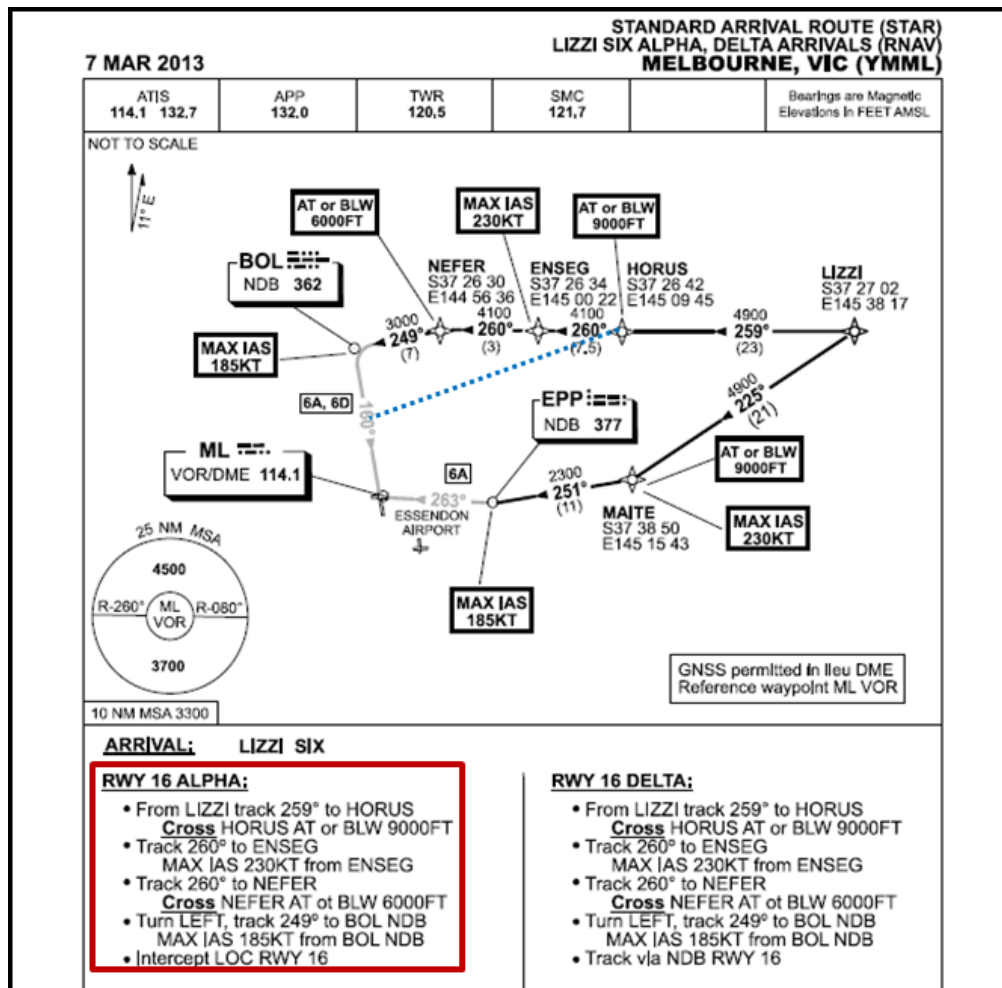 STANDARD ARRIVAL ROUTE (STAR)
LIZZI SIX ALPHA, DELTA ARRIVALS (RNAV)
7 MAR 2013
MELBOURNE, VIC (YMML)
ATIS
114.1 132.7
APP
132.0
TWR
120.5
SMC
121.7
Bearings are Magnetic
Elevations in FEET AMSL
NOT TO SCALE
11° E
AT or BLW
6000FT
MAX IAS
230KT
AT or BLW
9000FT
BOL
NDB 362
NEFER
S37 26 30
E144 56 36
ENSEG
S37 26 34
E145 00 22
HORUS
S37 26 42
E145 09 45
LIZZI
S37 27 02
E145 38 17
3000
249°
(7)
4100
260°
(3)
4100
260°
(7.5)
4900
259°
(23)
MAX IAS
185KT
4900
225°
(21)
6A, 6D
160°
EPP
NDB 377
ML
VOR/DME 114.1
AT or BLW
9000FT
6A
263°
2300
251°
(11)
ESSENDON
AIRPORT
MAITE
S37 38 50
E145 15 43
MAX IAS
230KT
25 NM MSA
4500
R-260°
ML
VOR
R-080°
3700
MAX IAS
185KT
GNSS permitted in lieu DME
Reference waypoint ML VOR
10 NM MSA 3300
ARRIVAL: LIZZI SIX
RWY 16 ALPHA:
• From LIZZI track 259° to HORUS
Cross HORUS AT or BLW 9000FT
• Track 260° to ENSEG
MAX IAS 230KT from ENSEG
• Track 260° to NEFER
Cross NEFER AT ot BLW 6000FT
• Turn LEFT, track 249° to BOL NDB
MAX IAS 185KT from BOL NDB
• Intercept LOC RWY 16
RWY 16 DELTA:
• From LIZZI track 259° to HORUS
Cross HORUS AT or BLW 9000FT
• Track 260° to ENSEG
MAX IAS 230KT from ENSEG
• Track 260° to NEFER
Cross NEFER AT ot BLW 6000FT
• Turn LEFT, track 249° to BOL NDB
MAX IAS 185KT from BOL NDB
• Track via NDB RWY 16